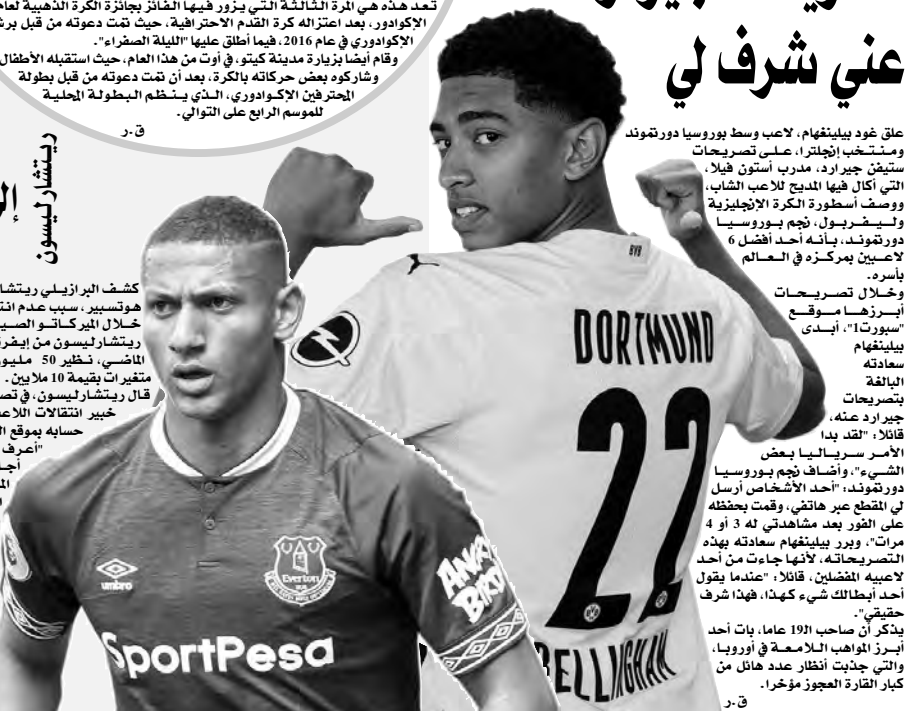 عني شرف لي
علق غود بيلينغهام، لاعب وسط بوروسيا دورتموند
ومنتخب إنجلترا، على تصريحات
ستيفن جيرارد، مدرب أستون فيلا،
التي أكال فيها المديح للاعب الشاب،
ووصف أسطورة الكرة الإنجليزية
وليفربول، نجم بوروسيا
دورتموند، بأنه أحد أفضل 6
لاعبين بمركزه في العالم
بأسره.
وخلال تصريحات
أبرزها موقع
"سبورت1"، أبدى
بيلينغهام
سعادته
البالغة
بتصريحات
جيرارد عنه،
قائلا: "لقد بدا
الأمر سرياليا بعض
الشيء"، وأضاف نجم بوروسيا
دورتموند: "أحد الأشخاص أرسل
لي المقطع عبر هاتفي، وقمت بحفظه
على الفور بعد مشاهدتي له 3 أو 4
مرات"، وبرر بيلينغهام سعادته بهذه
التصريحاته، لأنها جاءت من أحد
لاعبيه المفضلين، قائلا: "عندما يقول
أحد أبطالك شيء كهذا، فهذا شرف
حقيقي".
يذكر أن صاحب الـ19 عاما، بات أحد
أبرز المواهب اللامعة في أوروبا،
والتي جذبت أنظار عدد هائل من
كبار القارة العجوز مؤخرا.
ق.ر
تعد هذه هي المرة الثالثة التي يزور فيها الفائز بجائزة الكرة الذهبية لعام
الإكوادور، بعد اعتزاله كرة القدم الاحترافية، حيث تمت دعوته من قبل برش
الإكوادوري في عام 2016، فيما أطلق عليها "الليلة الصفراء".
وقام أيضا بزيارة مدينة كيتو، في أوت من هذا العام، حيث استقبله الأطفال
وشاركوه بعض حركاته بالكرة، بعد أن تمت دعوته من قبل بطولة
المحترفين الإكوادوري، الذي ينظم البطولة المحلية
للموسم الرابع على التوالي.
ق.ر
ريتشارليسون
كشف البرازيلي ريتشا
هوتسبير، سبب عدم انت
خلال الميركاتو الصي
ريتشارليسون من إيفر
الماضي، نظير 50 مليو
متغيرات بقيمة 10 ملايين.
قال ريتشارليسون، في تص
خبير انتقالات اللاع
حسابه بموقع ال
"أعرف
أجا
BVB
DORTMUND
22
BELLINGHAM
umbro
Everton
SportPesa
ANGRY
BIRD